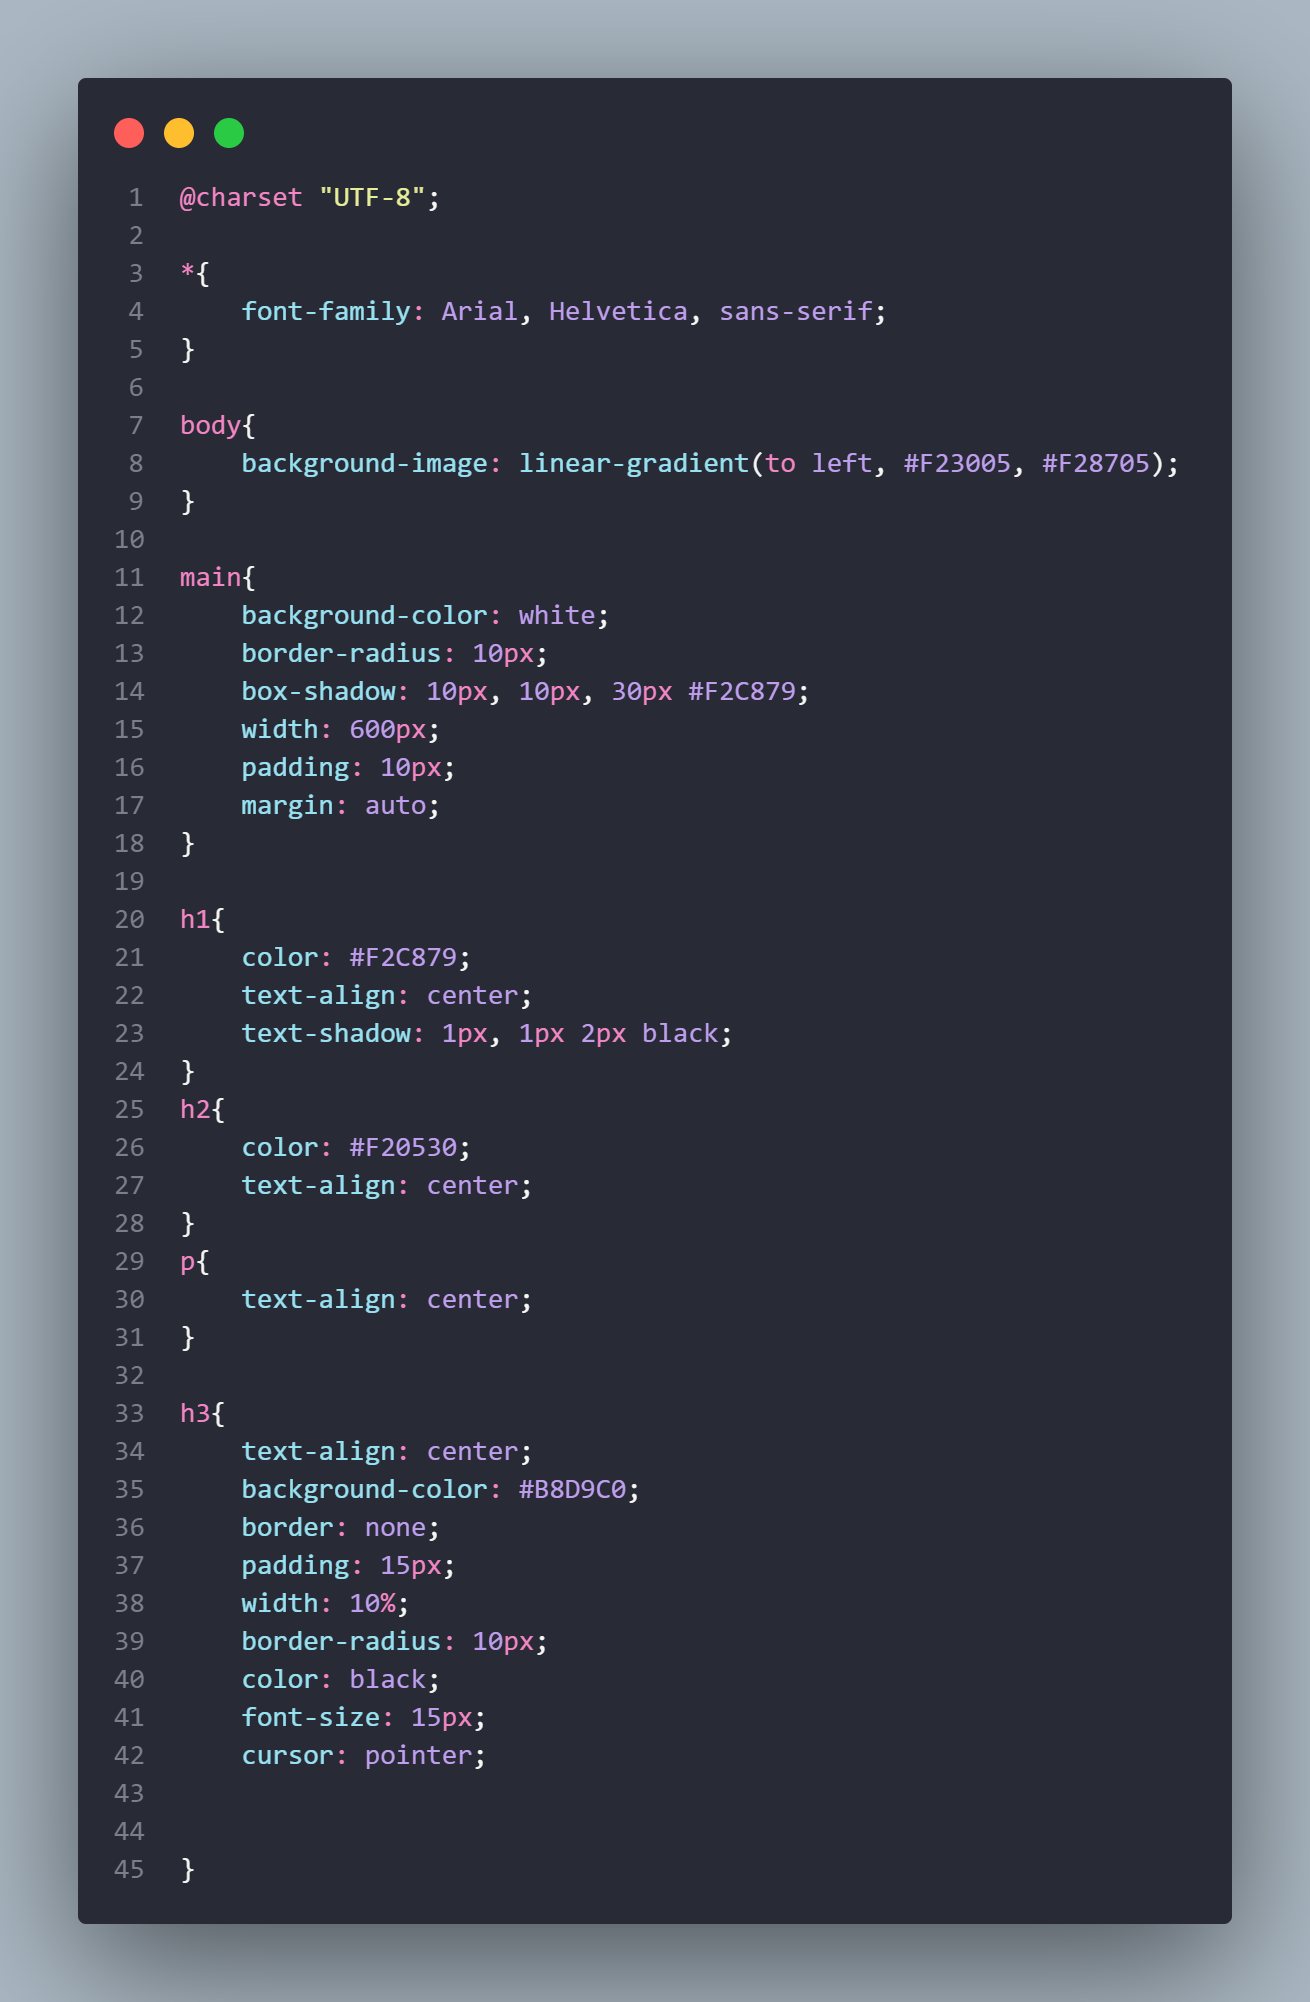 1 @charset "UTF-8";
2
3 *{
4     font-family: Arial, Helvetica, sans-serif;
5 }
6
7 body{
8     background-image: linear-gradient(to left, #F23005, #F28705);
9 }
10
11 main{
12     background-color: white;
13     border-radius: 10px;
14     box-shadow: 10px, 10px, 30px #F2C879;
15     width: 600px;
16     padding: 10px;
17     margin: auto;
18 }
19
20 h1{
21     color: #F2C879;
22     text-align: center;
23     text-shadow: 1px, 1px 2px black;
24 }
25 h2{
26     color: #F20530;
27     text-align: center;
28 }
29 p{
30     text-align: center;
31 }
32
33 h3{
34     text-align: center;
35     background-color: #B8D9C0;
36     border: none;
37     padding: 15px;
38     width: 10%;
39     border-radius: 10px;
40     color: black;
41     font-size: 15px;
42     cursor: pointer;
43
44
45 }